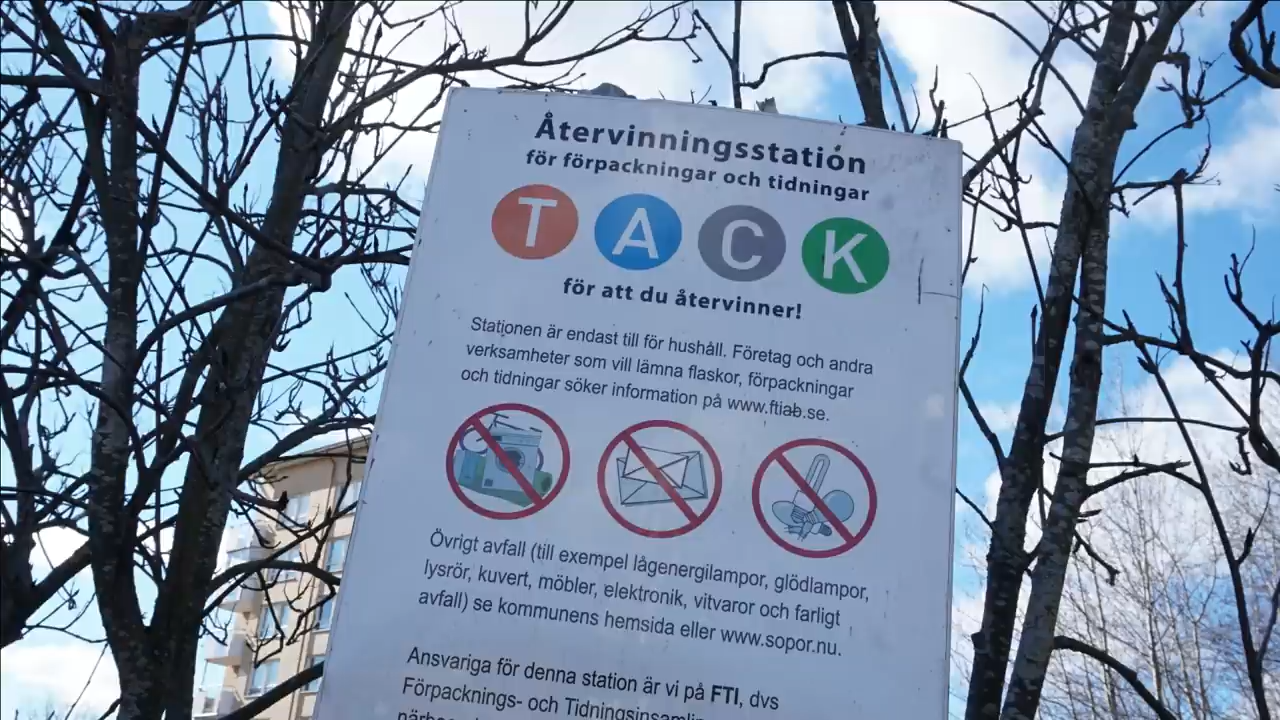 Återvinningsstation
för förpackningar och tidningar
TACK
för att du återvinner!
Stationen är endast till för hushåll. Företag och andra
verksamheter som vill lämna flaskor, förpackningar
och tidningar söker information på www.ftiab.se.
Övrigt avfall (till exempel lågenergilampor, glödlampor,
lysrör, kuvert, möbler, elektronik, vitvaror och farligt
avfall) se kommunens hemsida eller www.sopor.nu.
Ansvariga för denna station är vi på FTI, dvs
Förpacknings- och